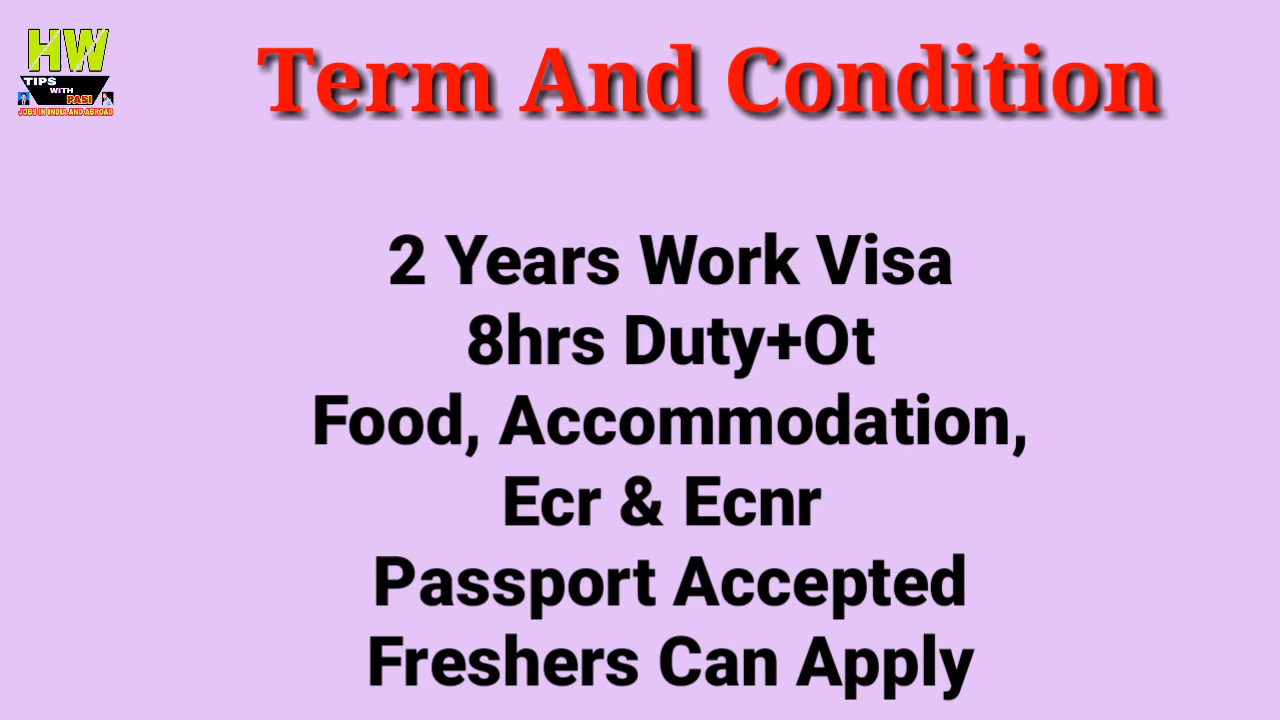 HW
TIPS
WITH
PASI
JOBS IN INDIA AND ABROAD
Term And Condition
2 Years Work Visa
8hrs Duty+Ot
Food, Accommodation,
Ecr & Ecnr
Passport Accepted
Freshers Can Apply